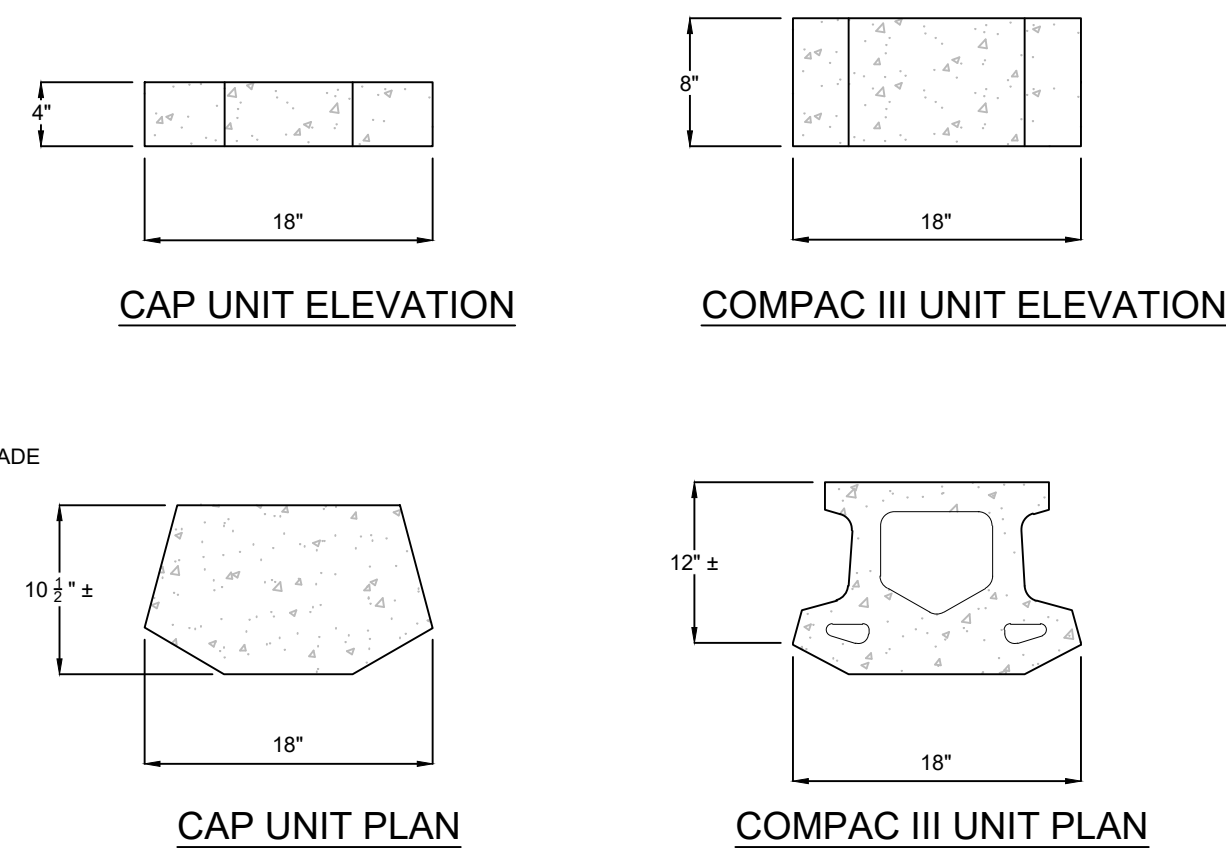 8"
4"
18"
18"
CAP UNIT ELEVATION
COMPAC III UNIT ELEVATION
ADE
10 ½" ±
12" ±
18"
18"
CAP UNIT PLAN
COMPAC III UNIT PLAN